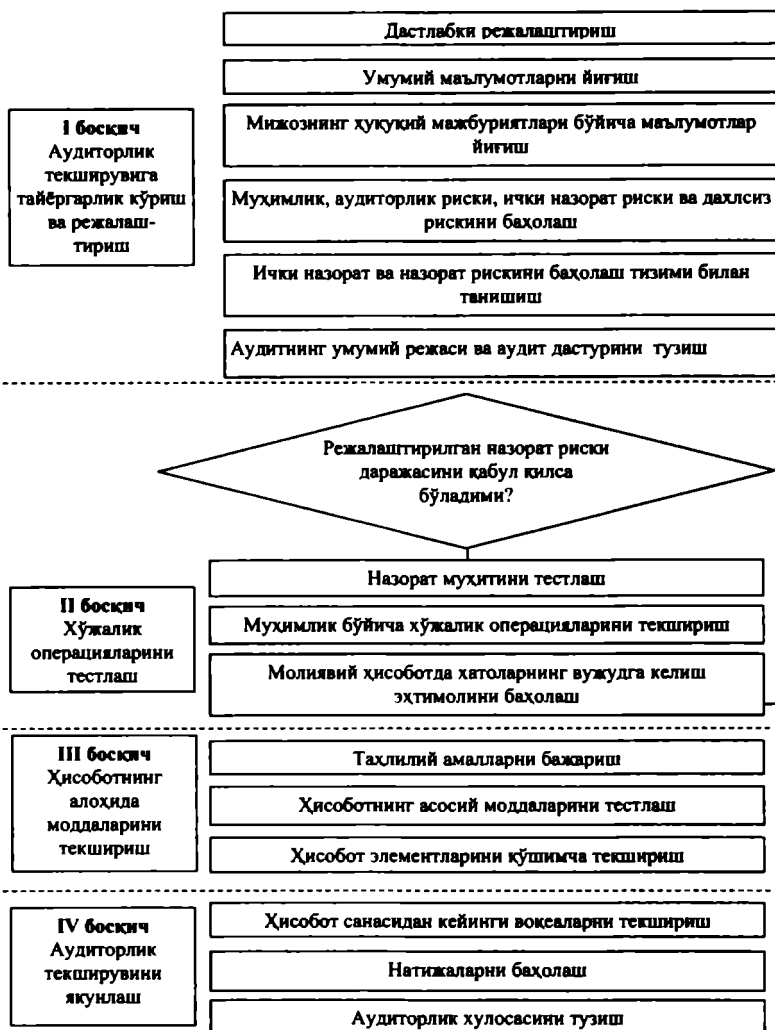 Дастлабки режалаштириш
Умумий маълумотларни йиғиш
I босқич
Аудиторлик
текширувига
тайёргарлик кўриш
ва режалаш-
тириш
Мижознинг ҳуқуқий мажбуриятлари бўйича маълумотлар
йиғиш
Муҳимлик, аудиторлик риски, ички назорат риски ва дахлсиз
рискини баҳолаш
Ички назорат ва назорат рискини баҳолаш тизими билан
танишиш
Аудитнинг умумий режаси ва аудит дастурини тузиш
Режалаштирилган назорат риски
даражасини қабул қилса
бўладими?
II босқич
Хўжалик
операцияларини
тестлаш
Назорат муҳитини тестлаш
Муҳимлик бўйича хўжалик операцияларини текшириш
Молиявий ҳисоботда хатоларнинг вужудга келиш
эҳтимолини баҳолаш
III босқич
Ҳисоботнинг
алоҳида
моддаларини
текшириш
Таҳлилий амалларни бажариш
Ҳисоботнинг асосий моддаларини тестлаш
Ҳисобот элементларини қўшимча текшириш
IV босқич
Аудиторлик
текширувини
якунлаш
Ҳисобот санасидан кейинги воқеаларни текшириш
Натижаларни баҳолаш
Аудиторлик хулосасини тузиш